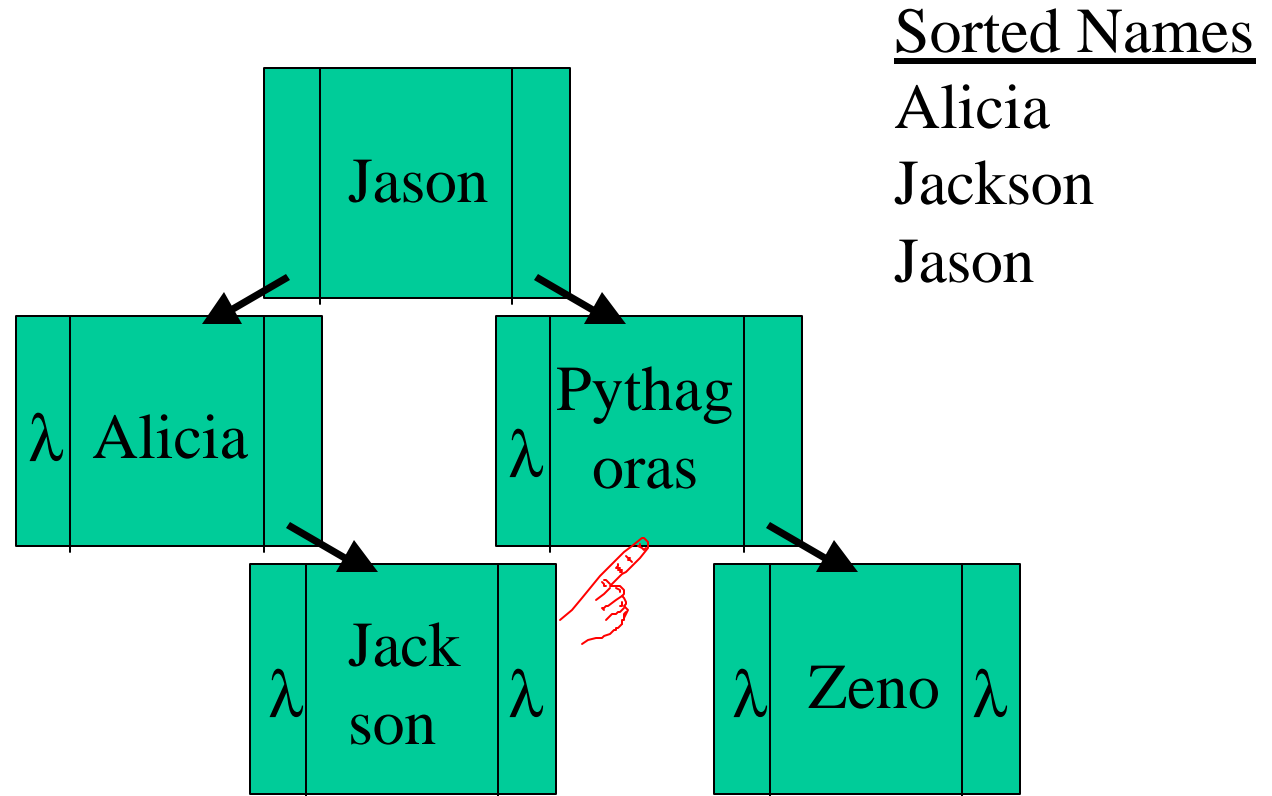 Sorted Names
Alicia
Jackson
Jason
Jason
λ Alicia
λ Pythag
oras
λ Jack
son λ
λ Zeno λ